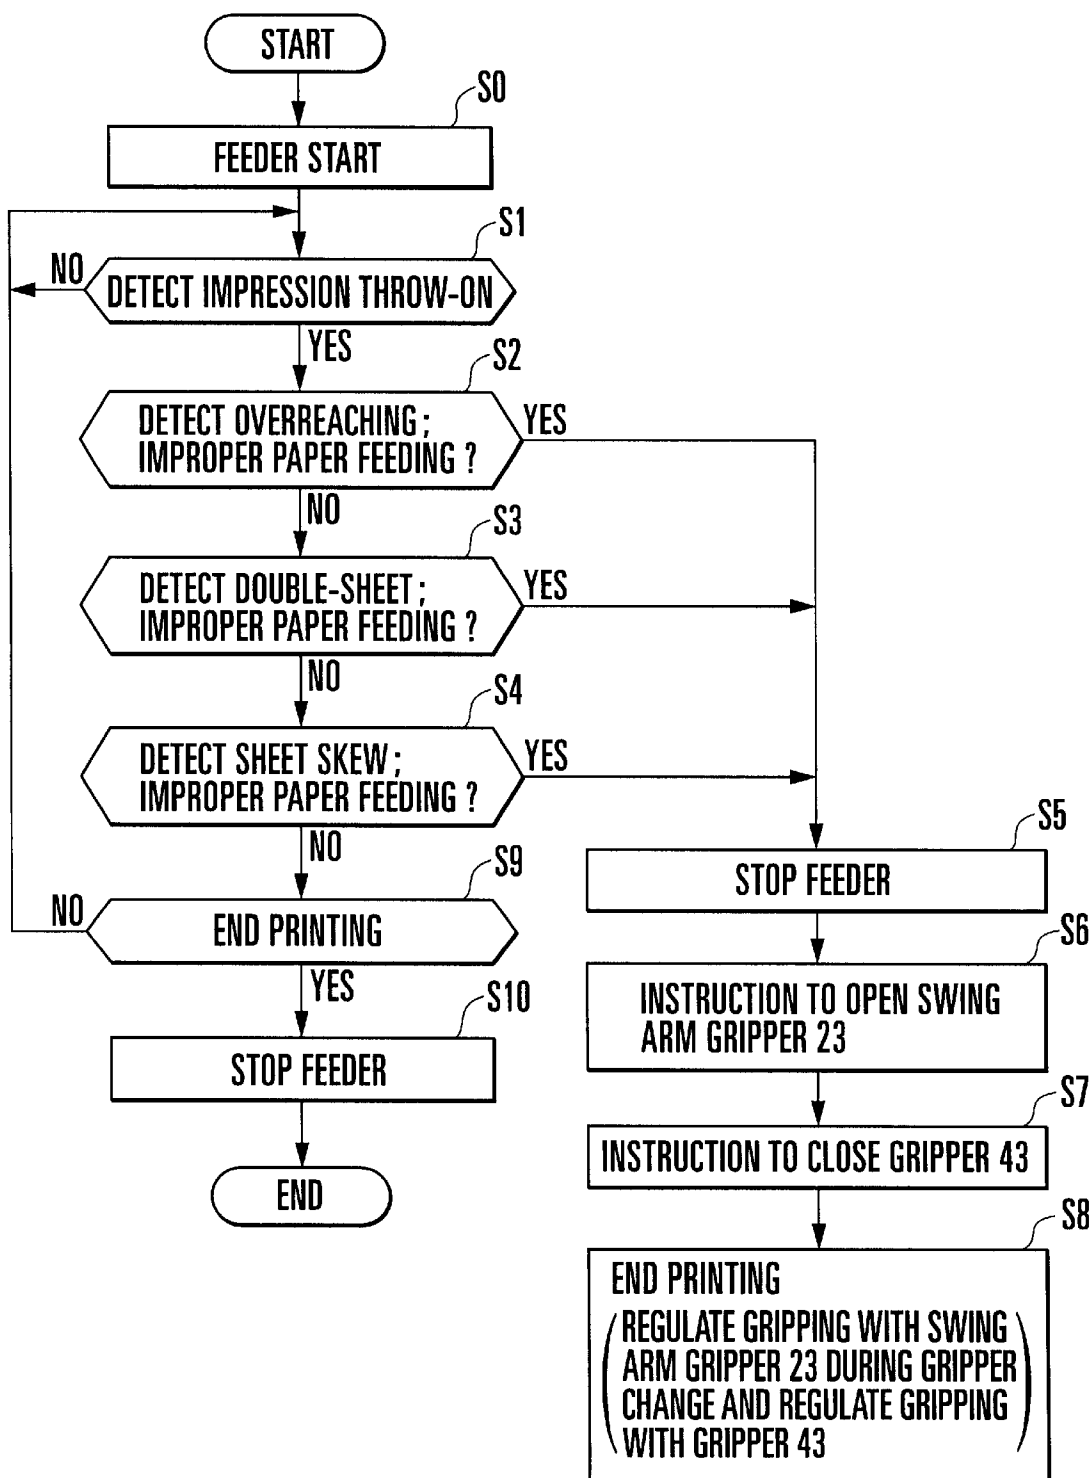 START
S0
FEEDER START
S1
NO
DETECT IMPRESSION THROW-ON
YES
S2
DETECT OVERREACHING;
IMPROPER PAPER FEEDING ?
YES
NO
S3
DETECT DOUBLE-SHEET;
IMPROPER PAPER FEEDING ?
YES
NO
S4
DETECT SHEET SKEW;
IMPROPER PAPER FEEDING ?
YES
NO
S9
NO
END PRINTING
YES
S10
STOP FEEDER
END
S5
STOP FEEDER
S6
INSTRUCTION TO OPEN SWING
ARM GRIPPER 23
S7
INSTRUCTION TO CLOSE GRIPPER 43
S8
END PRINTING
(REGULATE GRIPPING WITH SWING
ARM GRIPPER 23 DURING GRIPPER
CHANGE AND REGULATE GRIPPING
WITH GRIPPER 43)